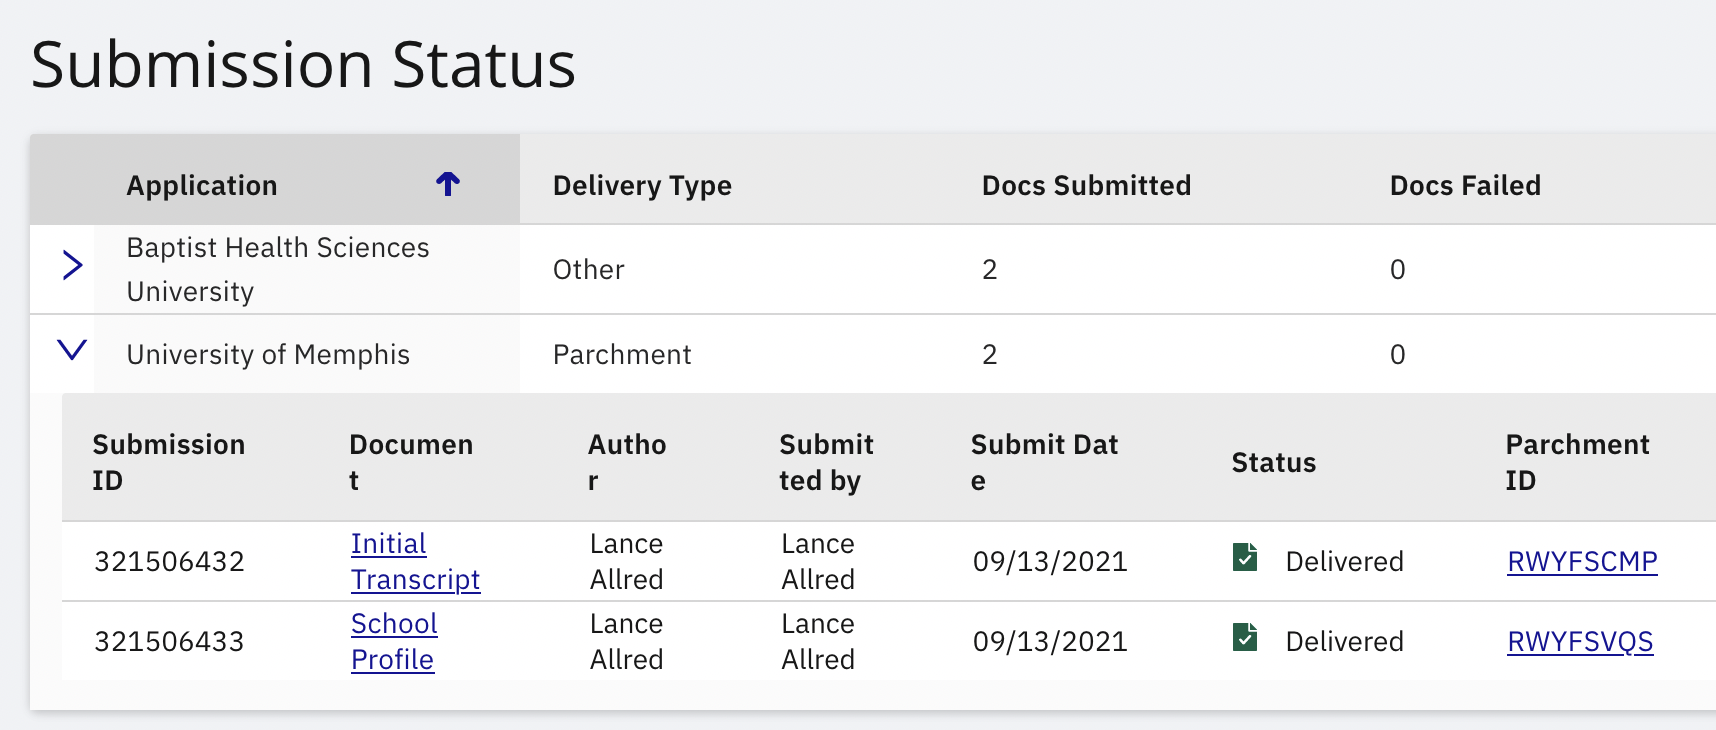 Submission Status
Application Delivery Type Docs Submitted Docs Failed
Baptist Health Sciences
University
Other 2 0
University of Memphis Parchment 2 0
Submission Documen Autho Submit Submit Dat Status Parchment
ID t r ted by e ID
321506432 Initial Lance Lance 09/13/2021 Delivered RWYFSCMP
Transcript Allred Allred
321506433 School Lance Lance 09/13/2021 Delivered RWYFSVQS
Profile Allred Allred